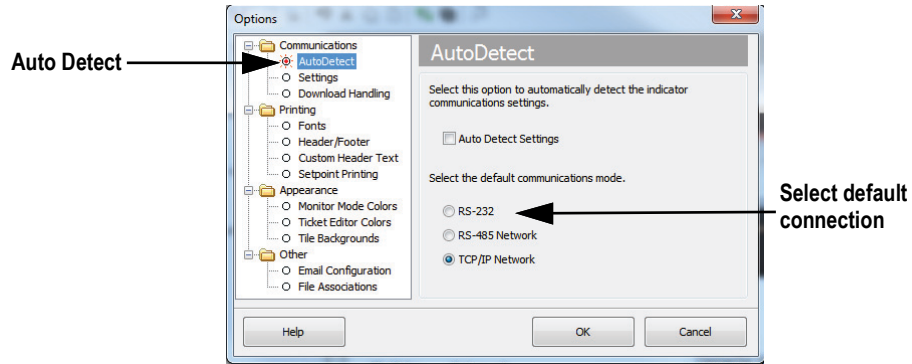 Options
Auto Detect
Communications
AutoDetect
Settings
Download Handling
Printing
Fonts
Header/Footer
Custom Header Text
Setpoint Printing
Appearance
Monitor Mode Colors
Ticket Editor Colors
Tile Backgrounds
Other
Email Configuration
File Associations
AutoDetect
Select this option to automatically detect the indicator
communications settings.
Auto Detect Settings
Select the default communications mode.
RS-232
RS-485 Network
TCP/IP Network
Select default
connection
Help
OK
Cancel